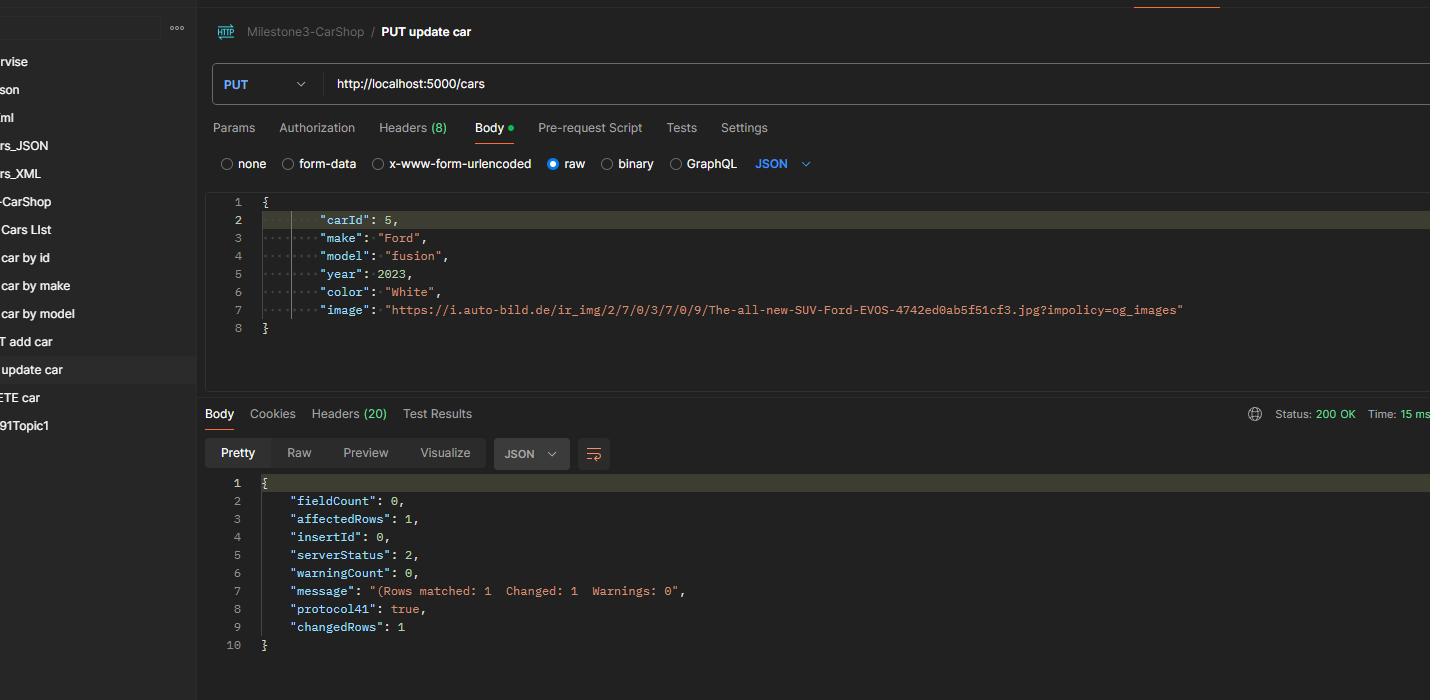 ooo
rvise
son
ml
rs_JSON
rs_XML
-CarShop
Cars LIst
car by id
car by make
car by model
T add car
update car
ETE car
91Topic1
HTTP Milestone3-CarShop / PUT update car
PUT http://localhost:5000/cars
Params Authorization Headers (8) Body Pre-request Script Tests Settings
none form-data x-www-form-urlencoded raw binary GraphQL JSON
1 {
2 "carId": 5,
3 "make": "Ford",
4 "model": "fusion",
5 "year": 2023,
6 "color": "White",
7 "image": "https://i.auto-bild.de/ir_img/2/7/0/3/7/0/9/The-all-new-SUV-Ford-EVOS-4742ed0ab5f51cf3.jpg?impolicy=og_images"
8 }
Body Cookies Headers (20) Test Results Status: 200 OK Time: 15 ms
Pretty Raw Preview Visualize JSON
1 {
2 "fieldCount": 0,
3 "affectedRows": 1,
4 "insertId": 0,
5 "serverStatus": 2,
6 "warningCount": 0,
7 "message": "(Rows matched: 1  Changed: 1  Warnings: 0",
8 "protocol41": true,
9 "changedRows": 1
10 }